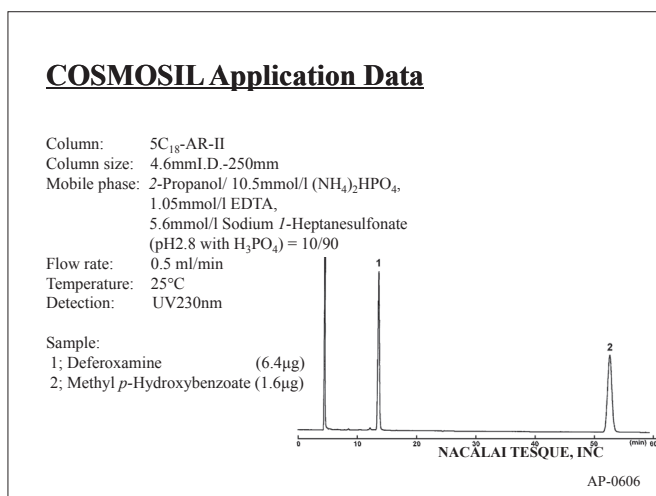 COSMOSIL Application Data
Column: 5C18-AR-II
Column size: 4.6mmI.D.-250mm
Mobile phase: 2-Propanol/ 10.5mmol/l (NH4)2HPO4,
1.05mmol/l EDTA,
5.6mmol/l Sodium 1-Heptanesulfonate
(pH2.8 with H3PO4) = 10/90
Flow rate: 0.5 ml/min
Temperature: 25°C
Detection: UV230nm
Sample:
1; Deferoxamine (6.4µg)
2; Methyl p-Hydroxybenzoate (1.6µg)
1
2
0 10 20 30 40 50 (min) 60
NACALAI TESQUE, INC
AP-0606